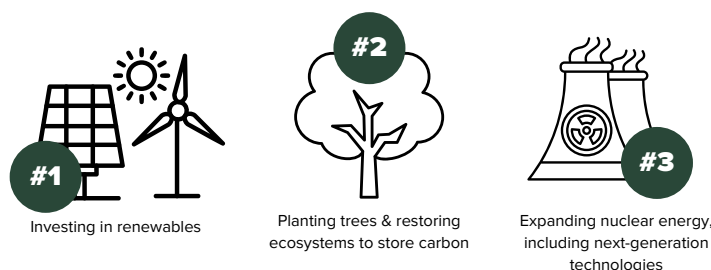 #1
Investing in renewables
#2
Planting trees & restoring
ecosystems to store carbon
#3
Expanding nuclear energy,
including next-generation
technologies